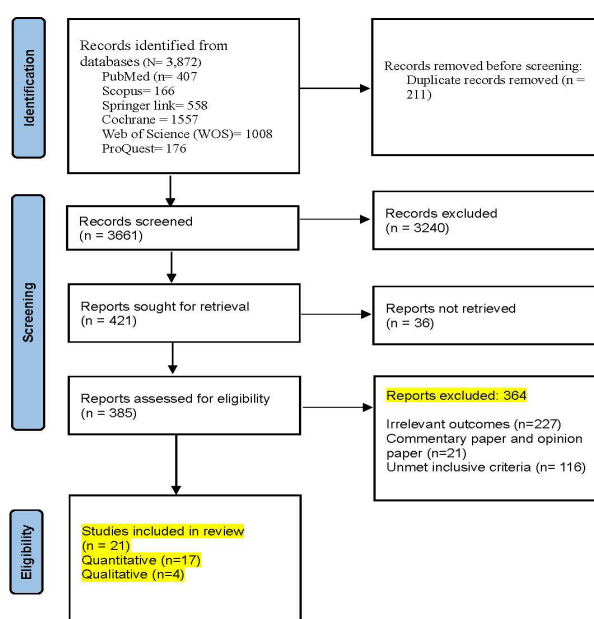 Identification
Records identified from
databases (N= 3,872)
PubMed (n= 407
Scopus= 166
Springer link= 558
Cochrane = 1557
Web of Science (WOS)= 1008
ProQuest= 176
Records removed before screening:
Duplicate records removed (n =
211)
Screening
Records screened
(n = 3661)
Records excluded
(n = 3240)
Reports sought for retrieval
(n = 421)
Reports not retrieved
(n = 36)
Reports assessed for eligibility
(n = 385)
Reports excluded: 364
Irrelevant outcomes (n=227)
Commentary paper and opinion
paper (n=21)
Unmet inclusive criteria (n= 116)
Eligibility
Studies included in review
(n = 21)
Quantitative (n=17)
Qualitative (n=4)